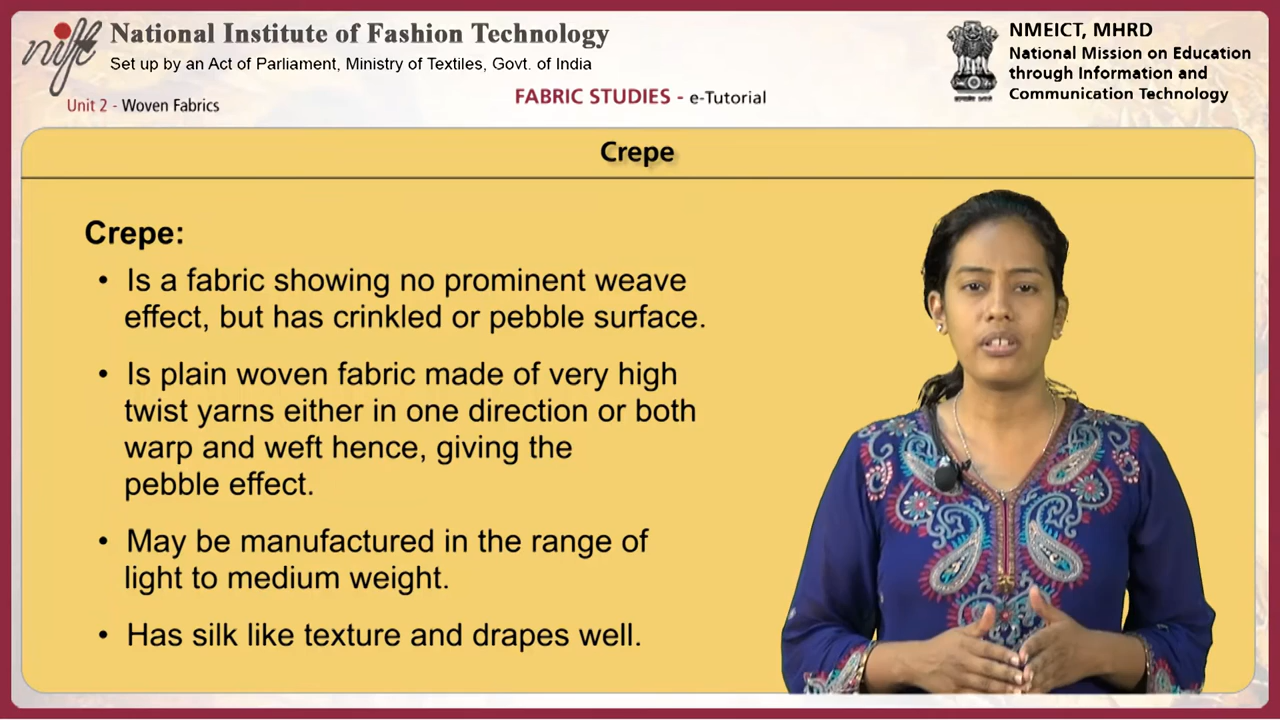 nift
National Institute of Fashion Technology
Set up by an Act of Parliament, Ministry of Textiles, Govt. of India
NMEICT, MHRD
National Mission on Education
through Information and
Communication Technology
Unit 2 - Woven Fabrics
FABRIC STUDIES - e-Tutorial
Crepe
Crepe:
• Is a fabric showing no prominent weave
effect, but has crinkled or pebble surface.
• Is plain woven fabric made of very high
twist yarns either in one direction or both
warp and weft hence, giving the
pebble effect.
• May be manufactured in the range of
light to medium weight.
• Has silk like texture and drapes well.